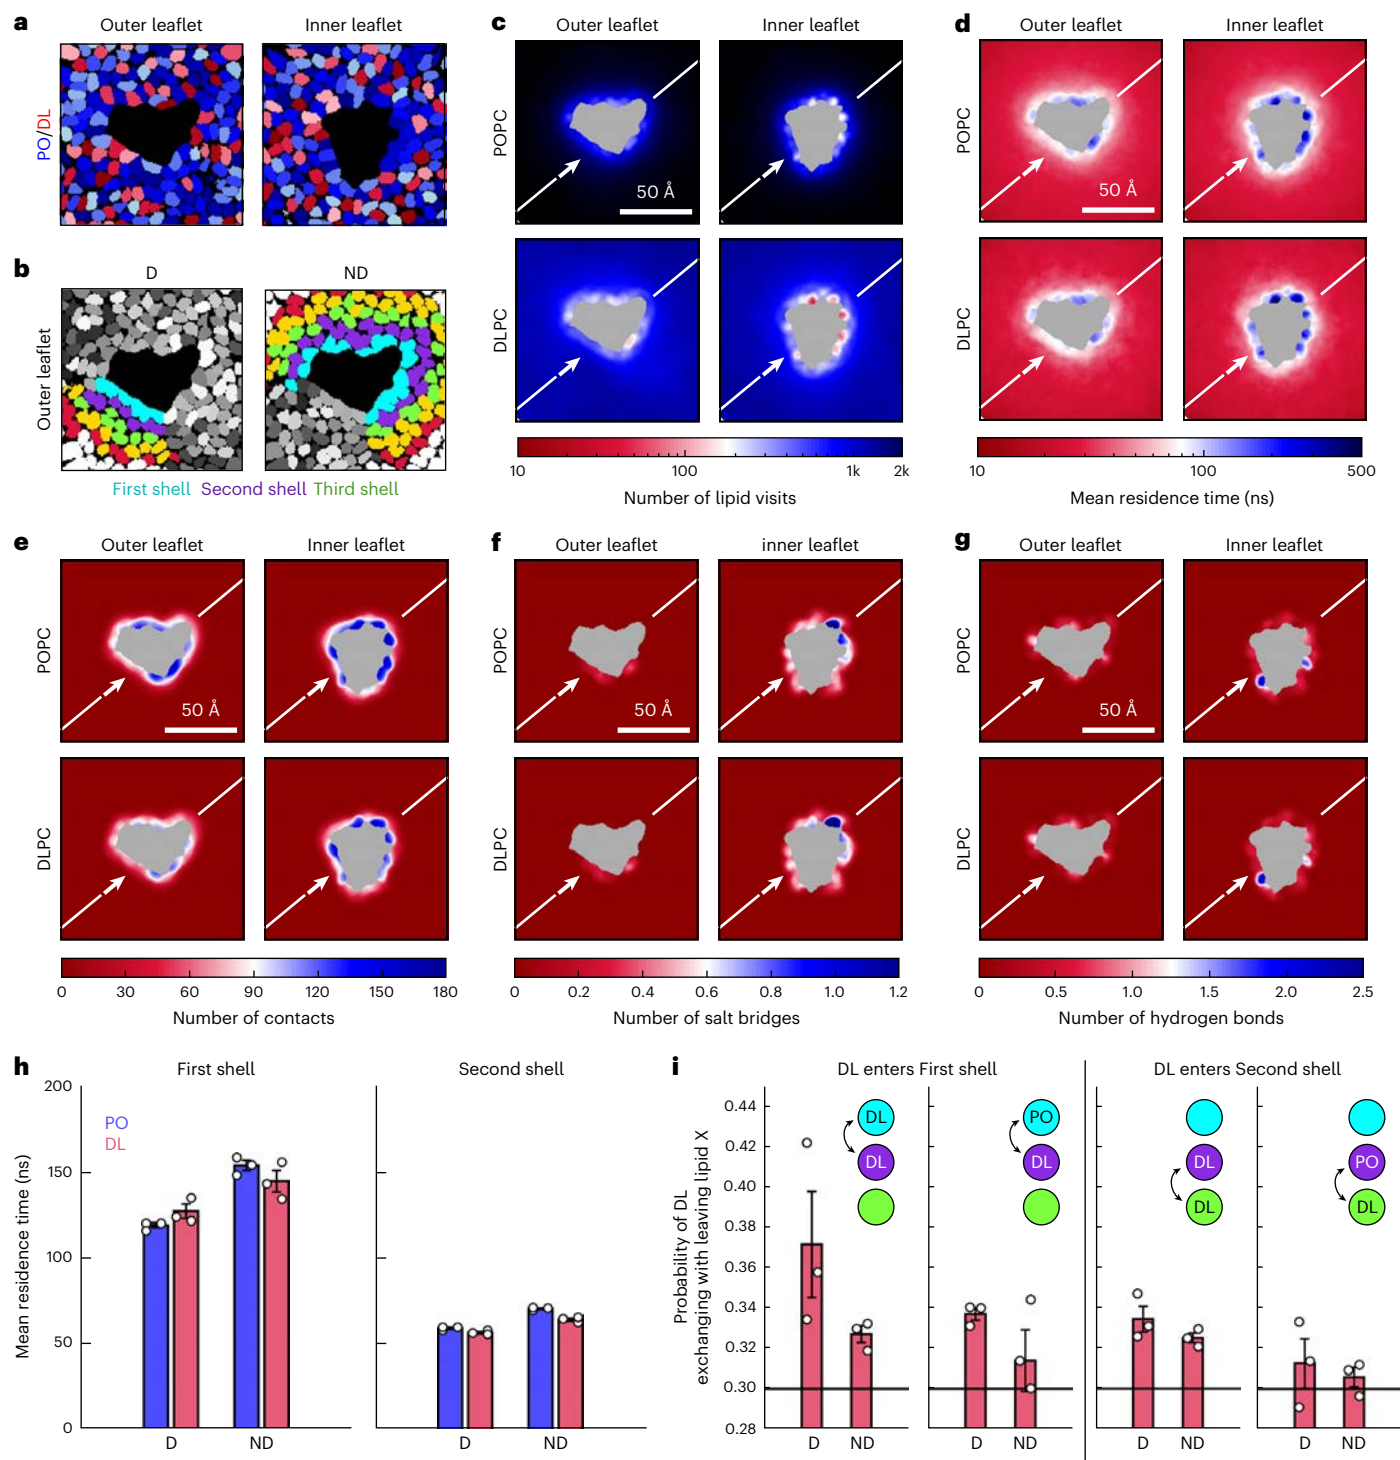 a
Outer leaflet
Inner leaflet
PO/DL
b
D
ND
Outer leaflet
First shell Second shell Third shell
c
Outer leaflet
Inner leaflet
POPC
50 Å
DLPC
10
100
1k
2k
Number of lipid visits
d
Outer leaflet
Inner leaflet
POPC
50 Å
DLPC
10
100
500
Mean residence time (ns)
e
Outer leaflet
Inner leaflet
POPC
50 Å
DLPC
0 30 60 90 120 150 180
Number of contacts
f
Outer leaflet
inner leaflet
50 Å
0 0.2 0.4 0.6 0.8 1.0 1.2
Number of salt bridges
POPC
DLPC
g
Outer leaflet
Inner leaflet
POPC
50 Å
DLPC
0 0.5 1.0 1.5 2.0 2.5
Number of hydrogen bonds
h
First shell
Second shell
Mean residence time (ns)
200
150
100
50
0
PO
DL
D ND
D ND
i
DL enters First shell
DL enters Second shell
Probability of DL
exchanging with leaving lipid X
0.44
0.42
0.40
0.38
0.36
0.34
0.32
0.30
0.28
DL
DL
PO
DL
DL
DL
PO
DL
D ND
D ND
D ND
D ND